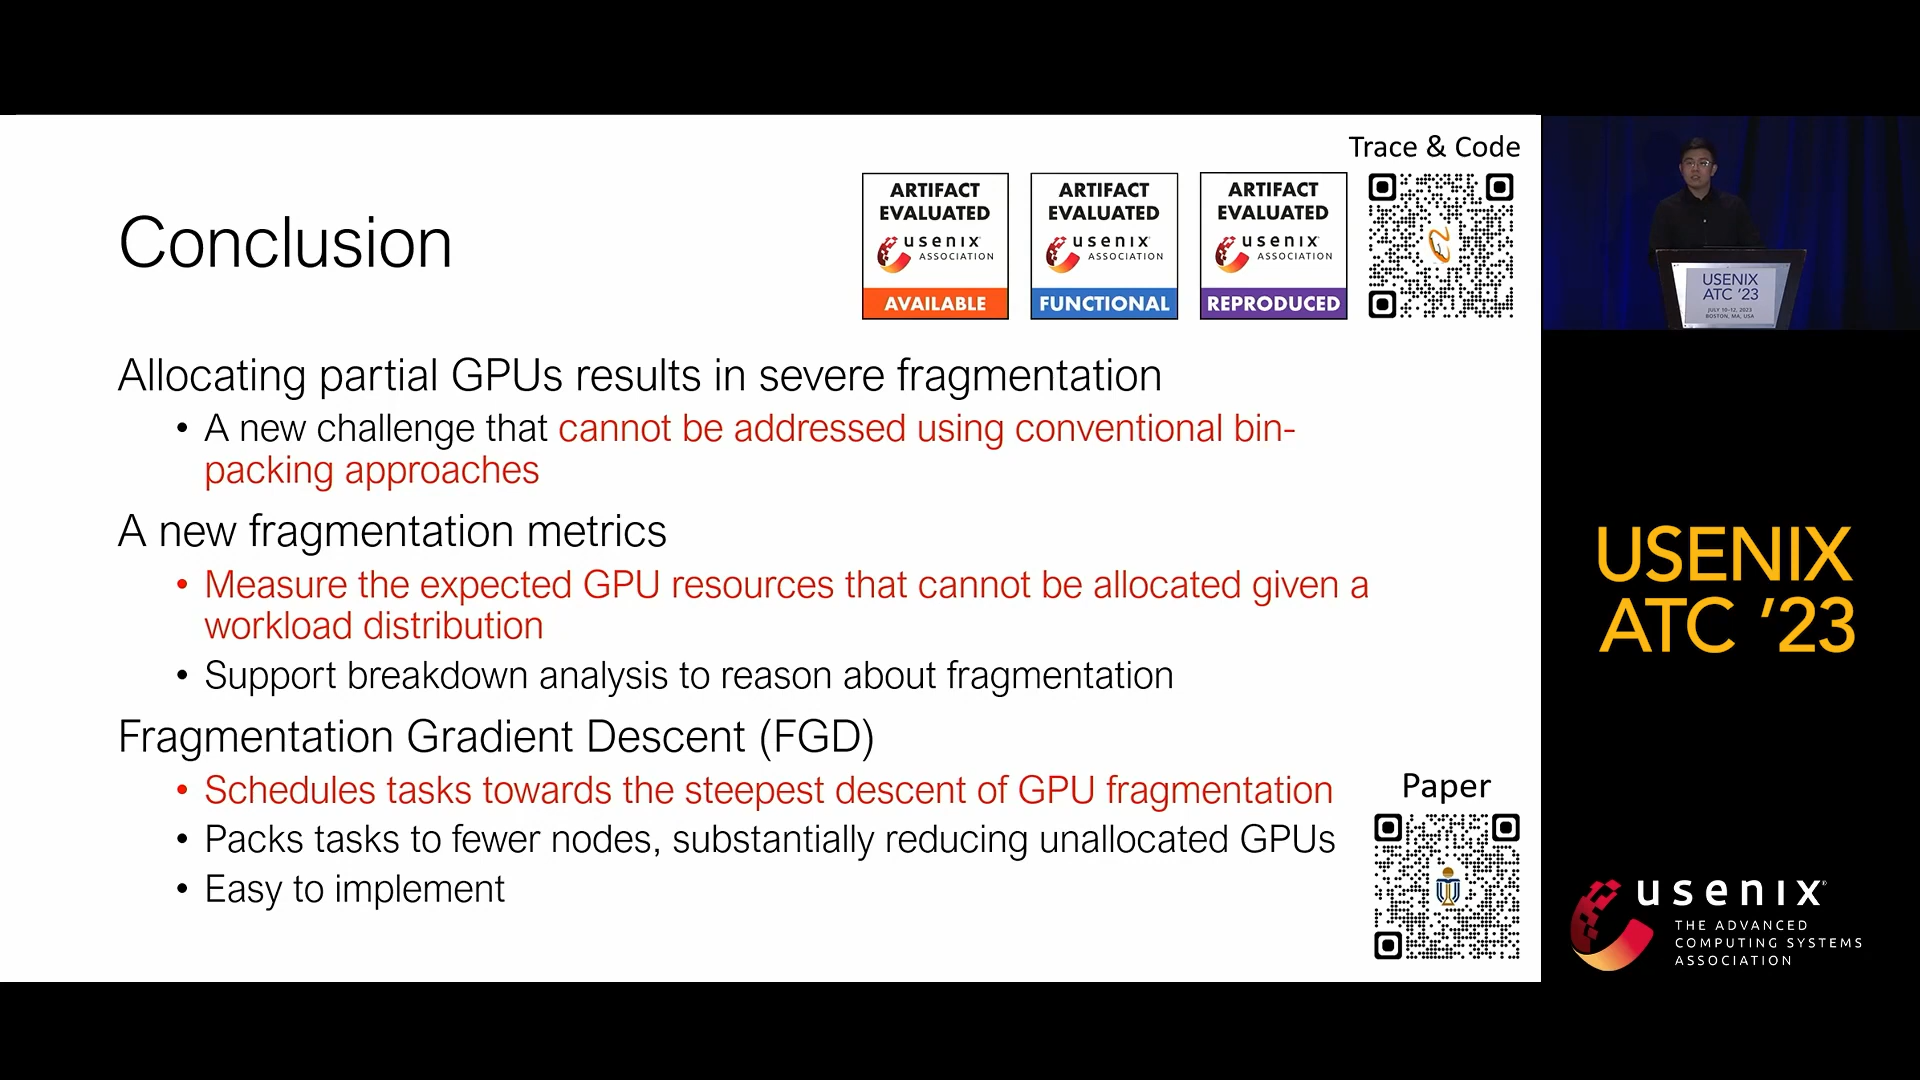 Trace & Code
ARTIFACT
EVALUATED
usenix
ASSOCIATION
AVAILABLE
ARTIFACT
EVALUATED
usenix
ASSOCIATION
FUNCTIONAL
ARTIFACT
EVALUATED
usenix
ASSOCIATION
REPRODUCED
Conclusion
Allocating partial GPUs results in severe fragmentation
• A new challenge that cannot be addressed using conventional bin-
packing approaches
A new fragmentation metrics
• Measure the expected GPU resources that cannot be allocated given a
workload distribution
• Support breakdown analysis to reason about fragmentation
Fragmentation Gradient Descent (FGD)
• Schedules tasks towards the steepest descent of GPU fragmentation
• Packs tasks to fewer nodes, substantially reducing unallocated GPUs
• Easy to implement
Paper
USENIX
ATC '23
JULY 10–12, 2023
BOSTON, MA, USA
USENIX
ATC '23
usenix®
THE ADVANCED
COMPUTING SYSTEMS
ASSOCIATION